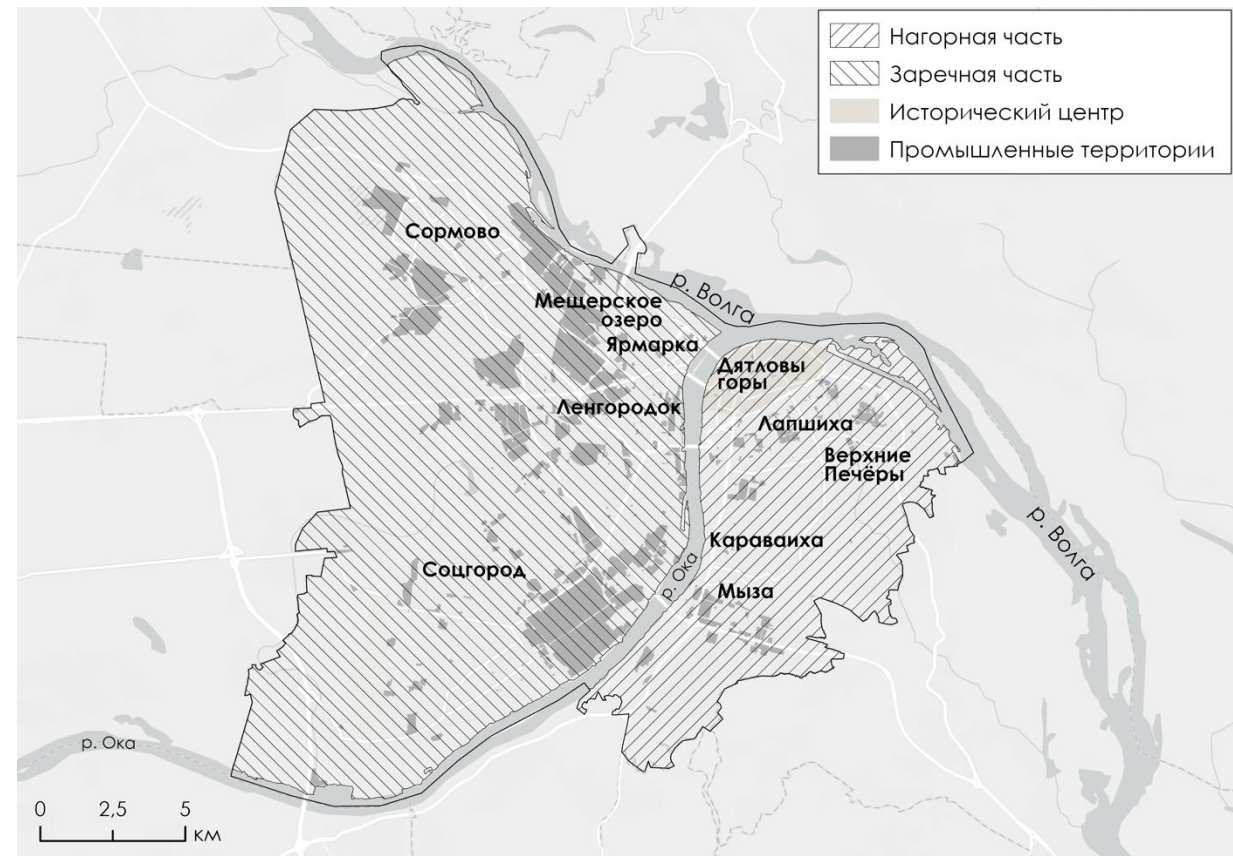 Нагорная часть
Заречная часть
Исторический центр
Промышленные территории
Сормово
Мещерское
озеро
Ярмарка
р. Волга
Дятловы
горы
Ленгородок
Лапшиха
Верхние
Печёры
р. Волга
Караваиха
р. Ока
Соцгород
Мыза
р. Ока
0 2,5 5
км